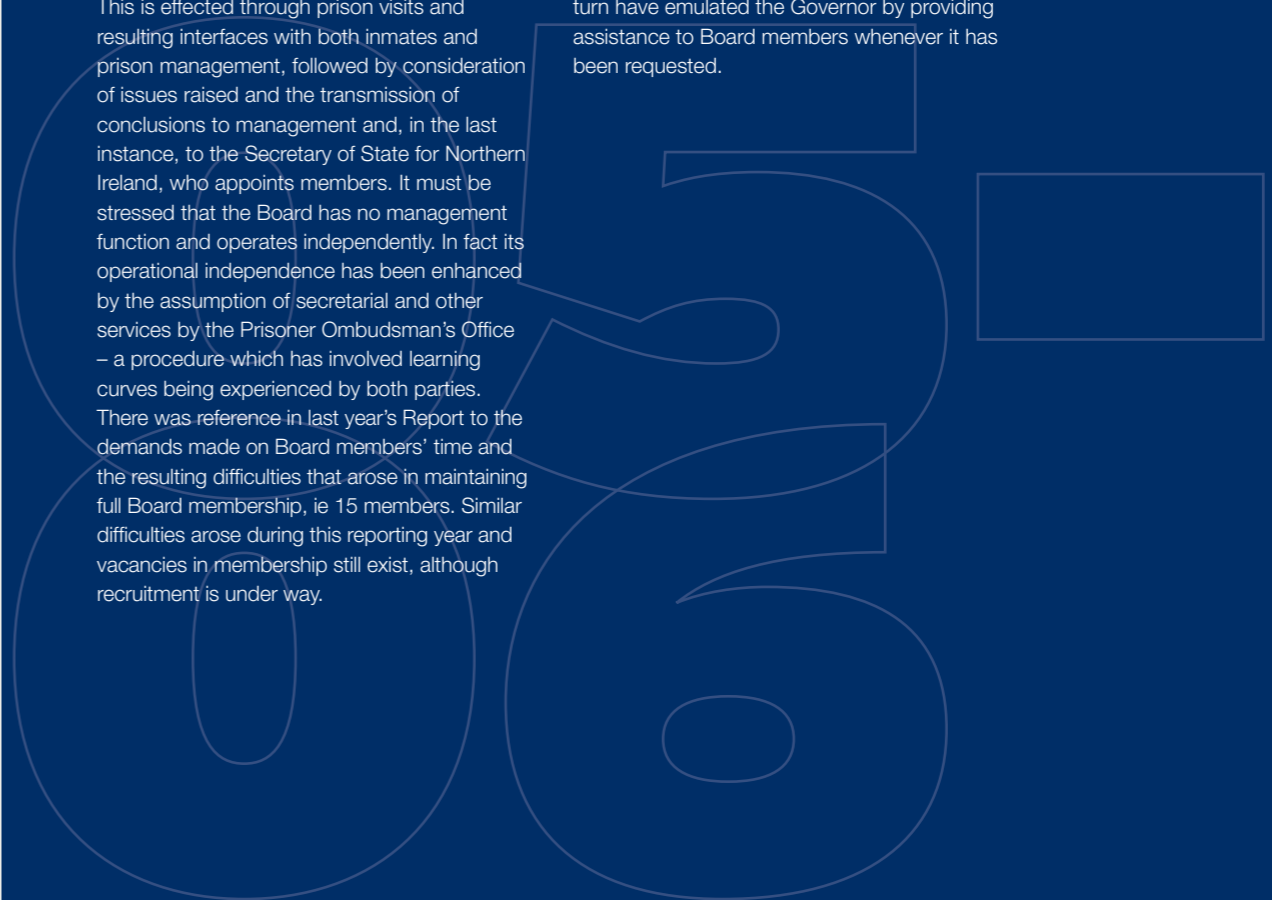 This is effected through prison visits and
resulting interfaces with both inmates and
prison management, followed by consideration
of issues raised and the transmission of
conclusions to management and, in the last
instance, to the Secretary of State for Northern
Ireland, who appoints members. It must be
stressed that the Board has no management
function and operates independently. In fact its
operational independence has been enhanced
by the assumption of secretarial and other
services by the Prisoner Ombudsman’s Office
– a procedure which has involved learning
curves being experienced by both parties.
There was reference in last year’s Report to the
demands made on Board members’ time and
the resulting difficulties that arose in maintaining
full Board membership, ie 15 members. Similar
difficulties arose during this reporting year and
vacancies in membership still exist, although
recruitment is under way.
turn have emulated the Governor by providing
assistance to Board members whenever it has
been requested.
05-
06